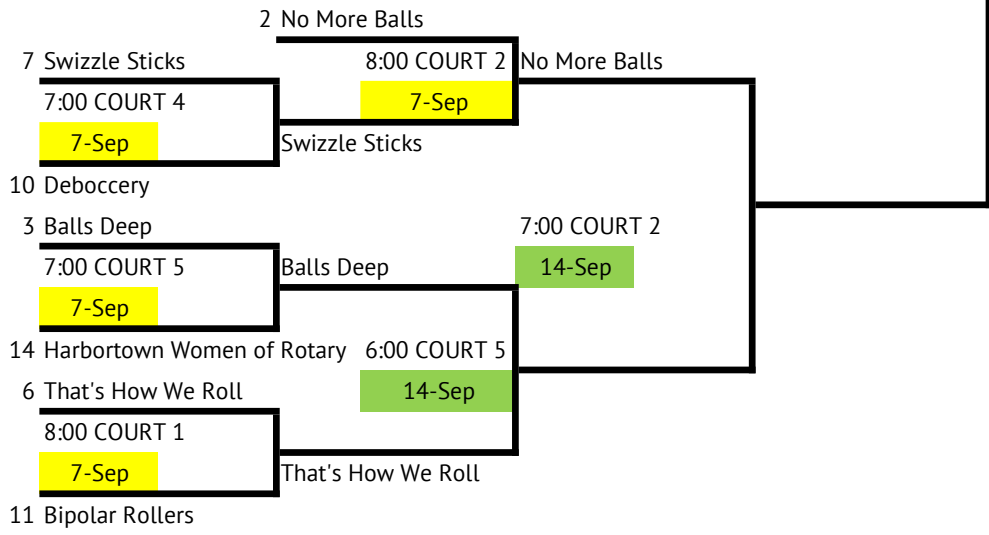 2 No More Balls
7 Swizzle Sticks 8:00 COURT 2 No More Balls
7:00 COURT 4 7-Sep
7-Sep Swizzle Sticks
10 Deboccery
3 Balls Deep 7:00 COURT 2
7:00 COURT 5 Balls Deep 14-Sep
7-Sep
14 Harbortown Women of Rotary 6:00 COURT 5
6 That's How We Roll 14-Sep
8:00 COURT 1
7-Sep That's How We Roll
11 Bipolar Rollers